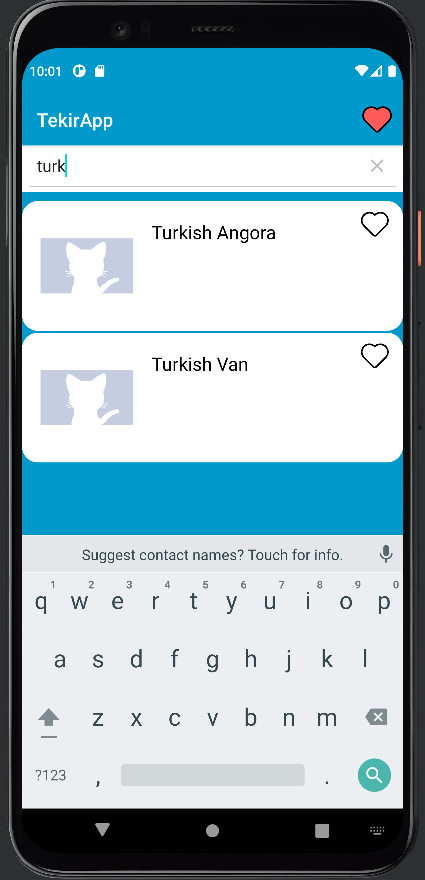 10:01
TekirApp
turk
Turkish Angora
Turkish Van
Suggest contact names? Touch for info.
1 2 3 4 5 6 7 8 9 0
q w e r t y u i o p
a s d f g h j k l
z x c v b n m
?123 , .